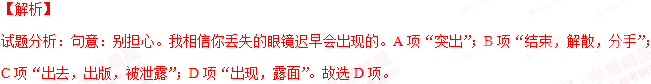 【解析】
试题分析：句意：别担心。我相信你丢失的眼镜迟早会出现的。A 项“突出”；B 项“结束，解散，分手”；
C项“出去，出版，被泄露”；D项“出现，露面”。故选 D 项。